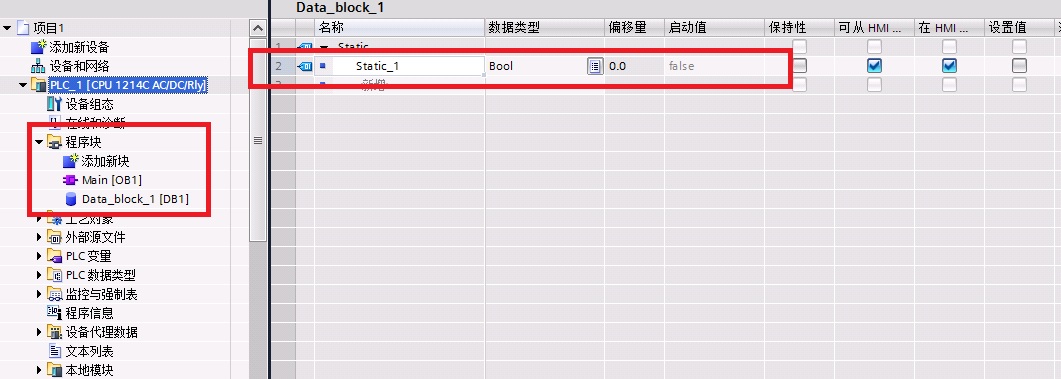 Data_block_1
名称 数据类型 偏移量 启动值 保持性 可从 HMI ... 在 HMI ... 设置值
1 Static
2 Static_1 Bool 0.0 false
3 新增
项目1
添加新设备
设备和网络
PLC_1 [CPU 1214C AC/DC/Rly]
设备组态
在线和诊断
程序块
添加新块
Main [OB1]
Data_block_1 [DB1]
工艺对象
外部源文件
PLC 变量
PLC 数据类型
监控与强制表
程序信息
设备代理数据
文本列表
本地模块